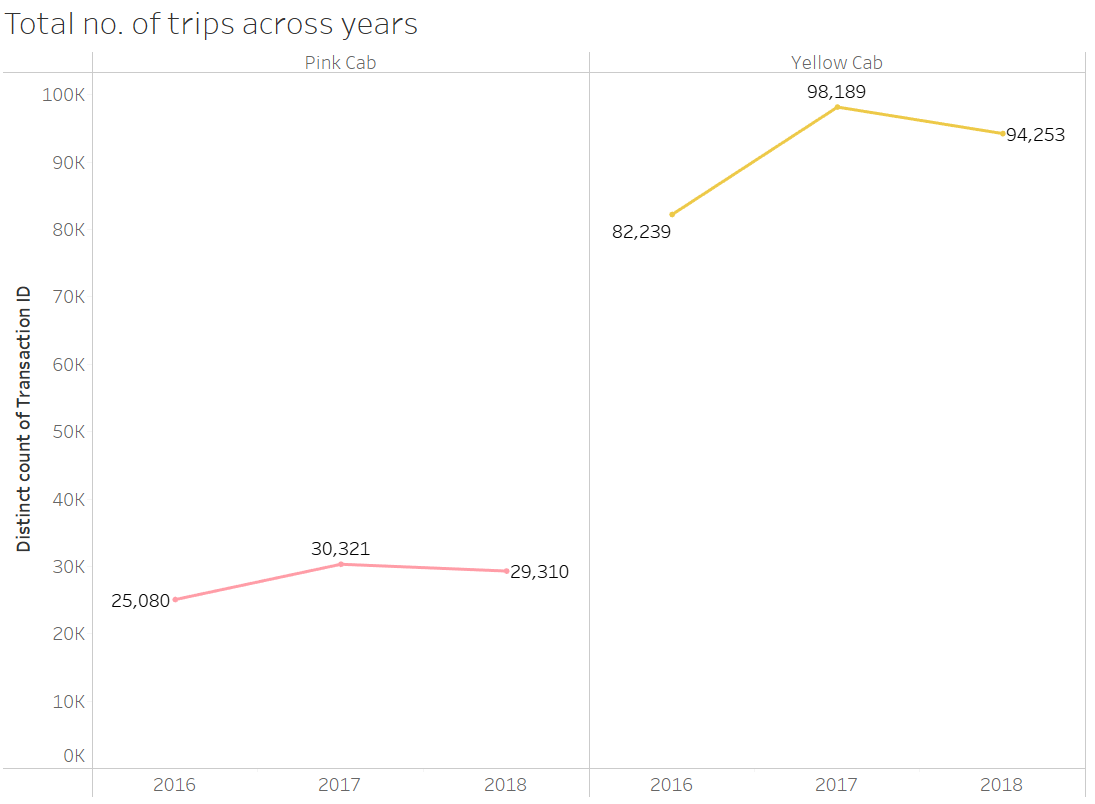 Total no. of trips across years
Pink Cab
Yellow Cab
Distinct count of Transaction ID
100K
90K
80K
70K
60K
50K
40K
30K
20K
10K
0K
25,080
30,321
29,310
82,239
98,189
94,253
2016
2017
2018
2016
2017
2018